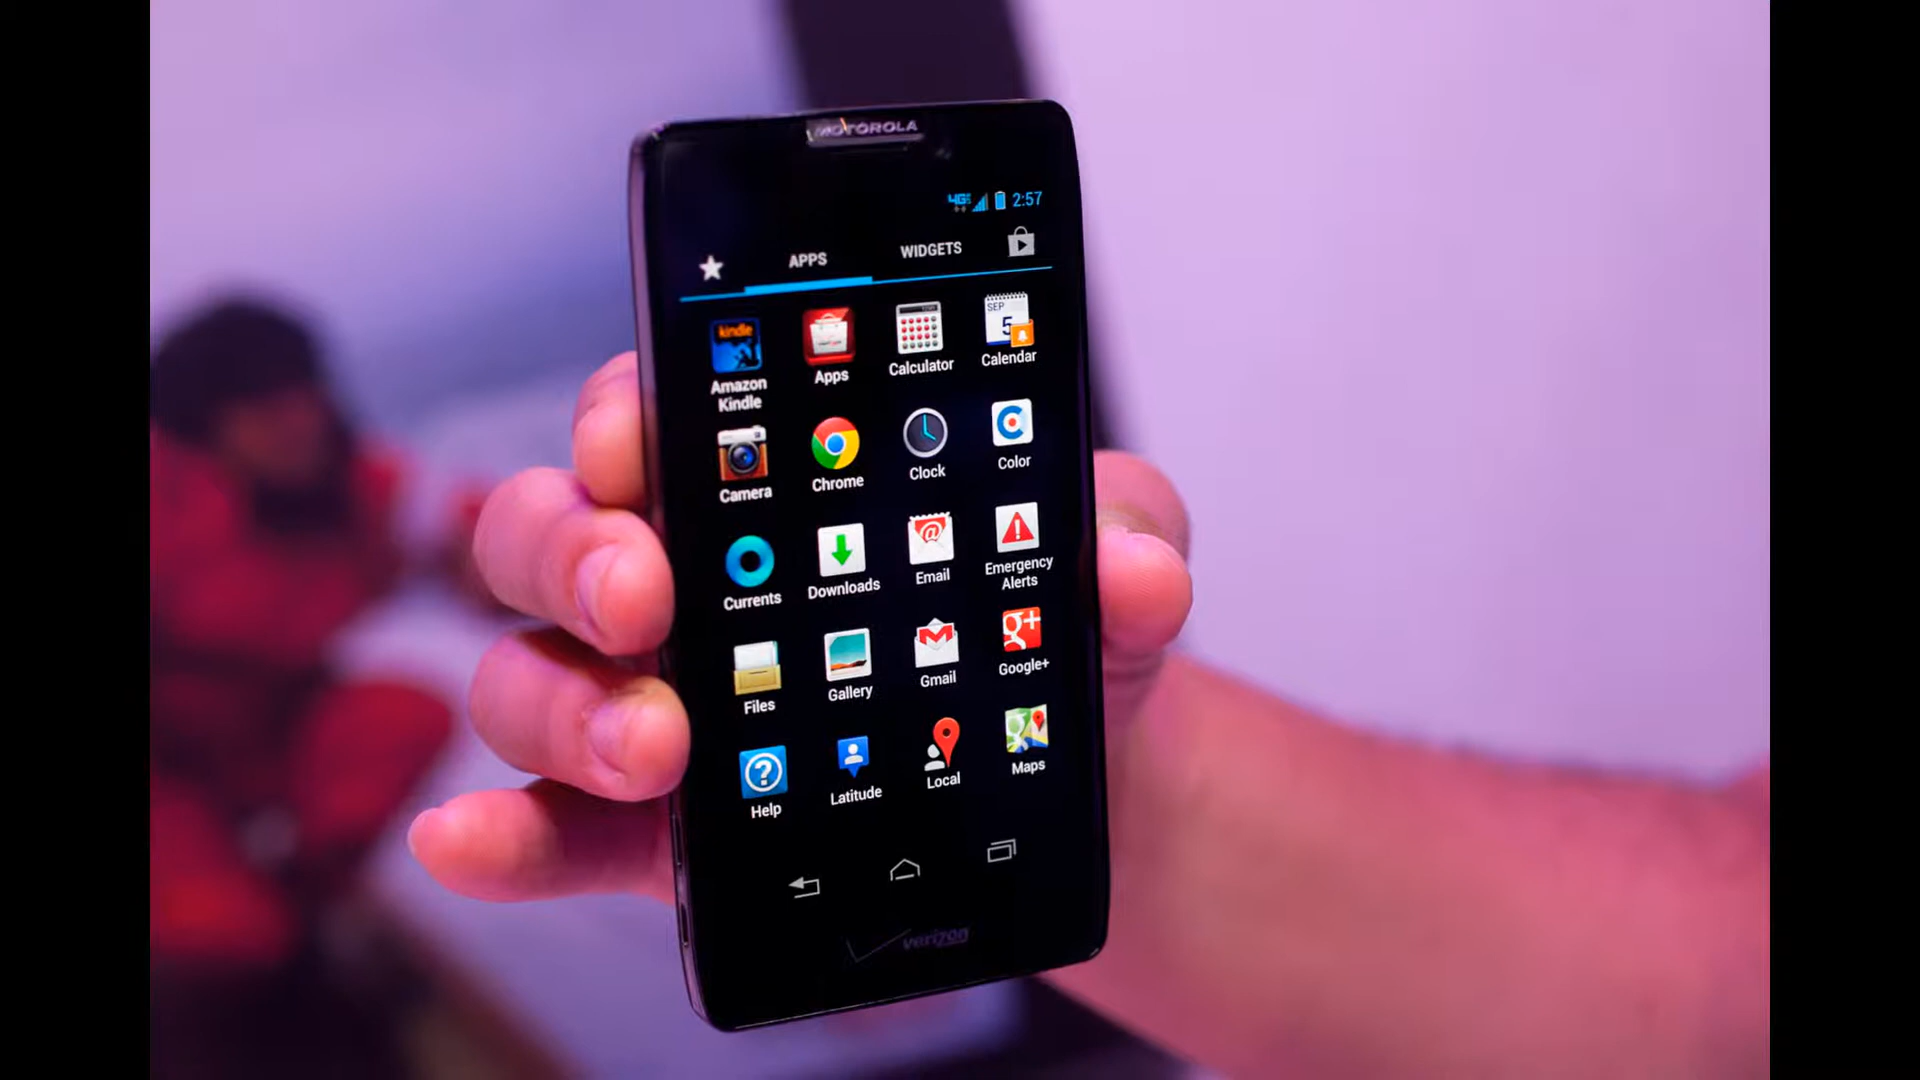 MOTOROLA
4G 2:57
APPS WIDGETS
kindle
SEP
5
Amazon Kindle
Apps
Calculator
Calendar
Camera
Chrome
Clock
Color
Currents
Downloads
Email
Emergency Alerts
Files
Gallery
Gmail
g+
Google+
Help
Latitude
Local
g
Maps
verizon